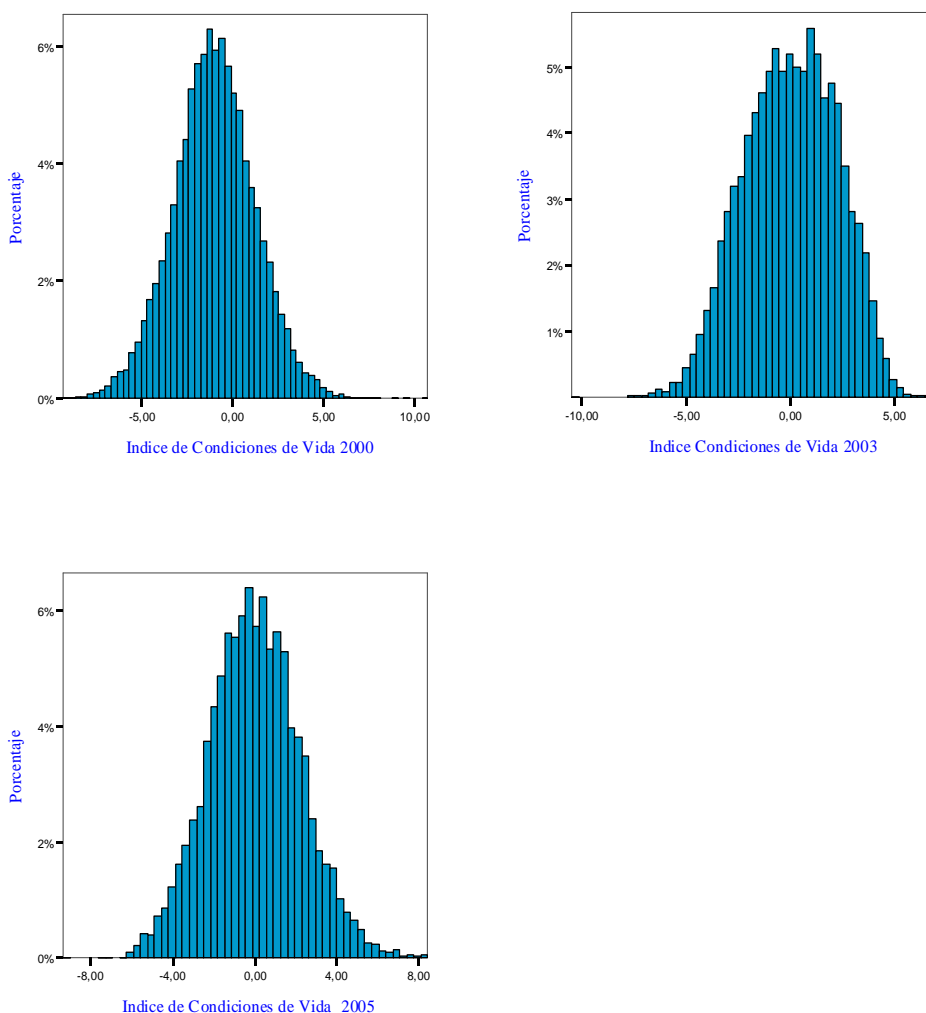 6%
4%
2%
0%
Porcentaje
-5,00 0,00 5,00 10,00
Indice de Condiciones de Vida 2000
5%
4%
3%
2%
1%
Porcentaje
-10,00 -5,00 0,00 5,00
Indice Condiciones de Vida 2003
6%
4%
2%
0%
Porcentaje
-8,00 -4,00 0,00 4,00 8,00
Indice de Condiciones de Vida 2005